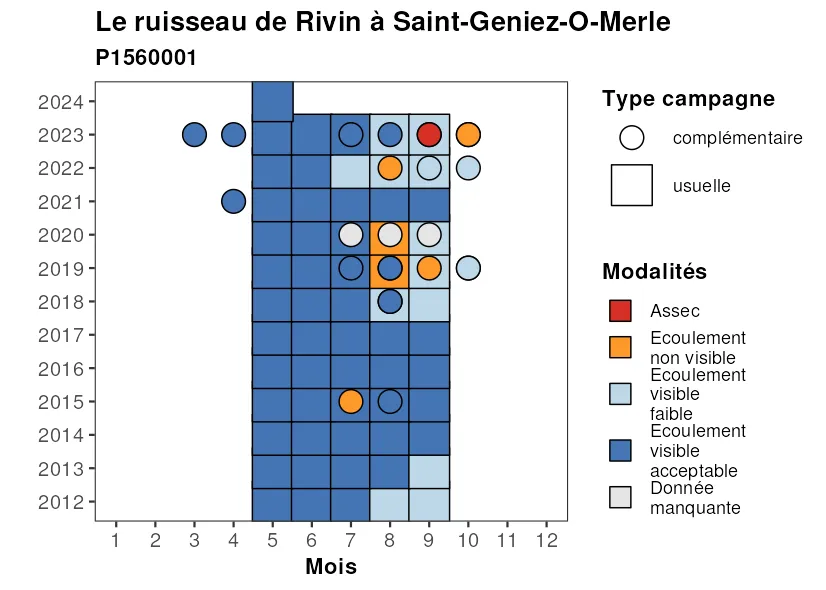 Le ruisseau de Rivin à Saint-Geniez-O-Merle
P1560001
2024
2023
2022
2021
2020
2019
2018
2017
2016
2015
2014
2013
2012
1 2 3 4 5 6 7 8 9 10 11 12
Mois
Type campagne
complémentaire
usuelle
Modalités
Assec
Ecoulement
non visible
Ecoulement
visible
faible
Ecoulement
visible
acceptable
Donnée
manquante